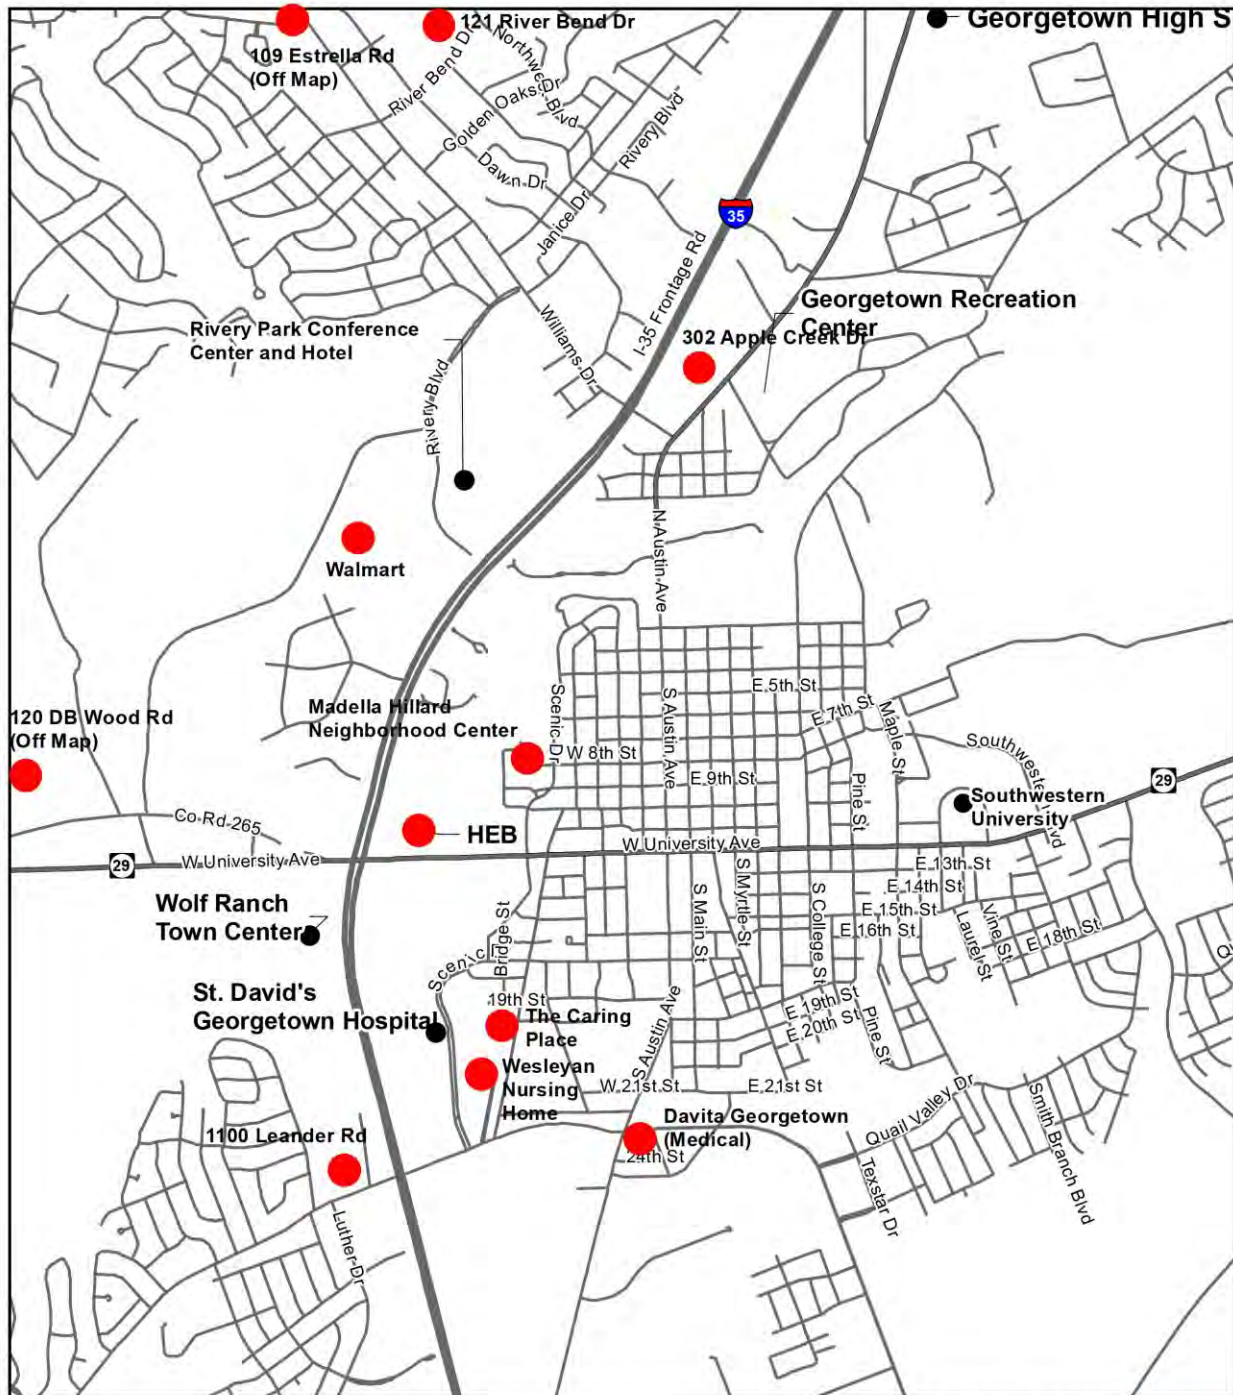 121 River Bend Dr
Georgetown High S
109 Estrella Rd
(Off Map)
River Bend Dr
Golden Oaks Dr
Dawn Dr
Rivery Blvd
Janice Dr
35
I-35 Frontage Rd
Georgetown Recreation
Center
302 Apple Creek Dr
Rivery Park Conference
Center and Hotel
Williams Dr
Rivery Blvd
Walmart
N Austin Ave
Madella Hillard
Neighborhood Center
Scenic Dr
S Austin Ave
E 5th St
E 7th St
Maple St
120 DB Wood Rd
(Off Map)
W 8th St
E 9th St
Pine St
Southwestern
University
29
Co Rd 265
HEB
W University Ave
29
W University Ave
E 13th St
E 14th St
E 15th St
E 16th St
E 18th St
S Main St
S Myrtle St
S College St
Laurel St
Vine St
Wolf Ranch
Town Center
Bridge St
St. David's
Georgetown Hospital
19th St
The Caring
Place
S Austin Ave
E 19th St
E 20th St
Pine St
Wesleyan
Nursing
Home
W 21st St
E 21st St
Quail Valley Dr
Smith Branch Blvd
1100 Leander Rd
Davita Georgetown
(Medical)
24th St
Texstar Dr
Luther Dr